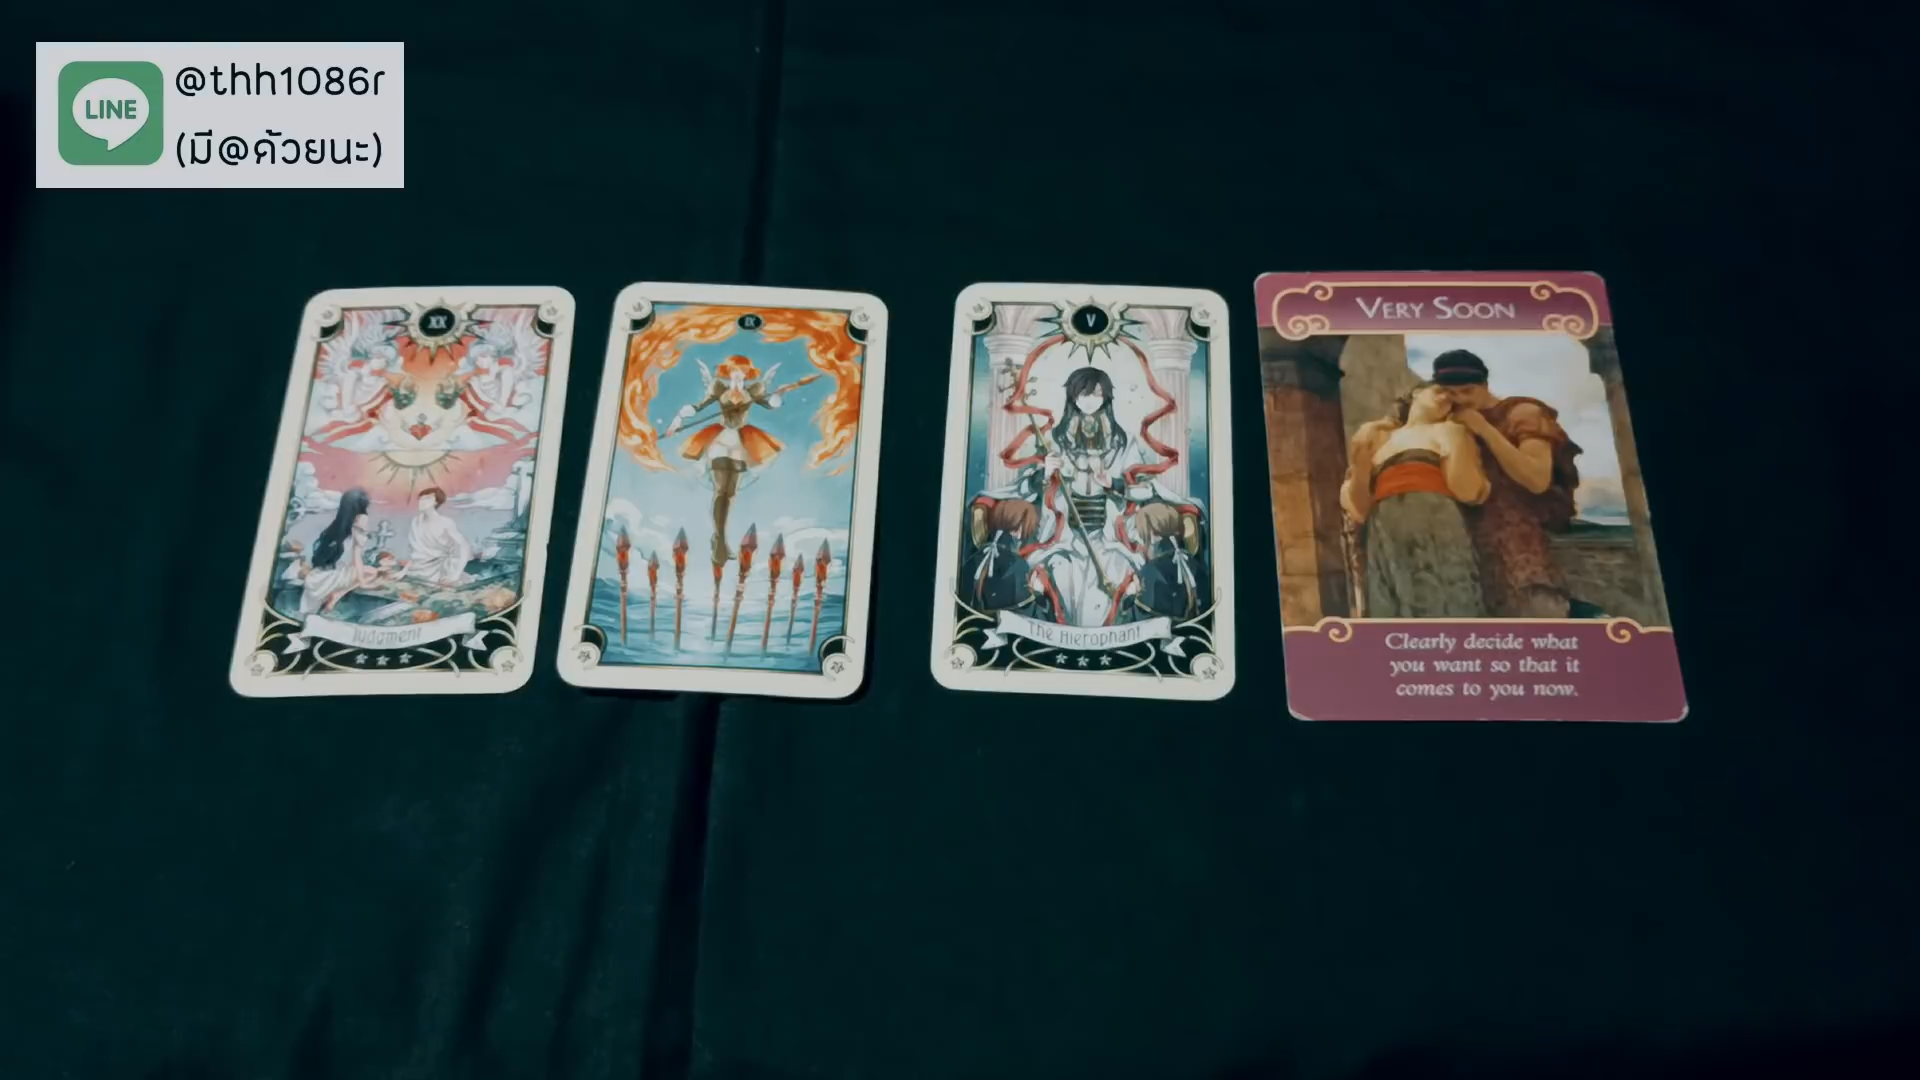 LINE
@thh1086r
(มี@ด้วยนะ)
XX
Judgment
IX
V
The Hierophant
VERY SOON
Clearly decide what
you want so that it
comes to you now.